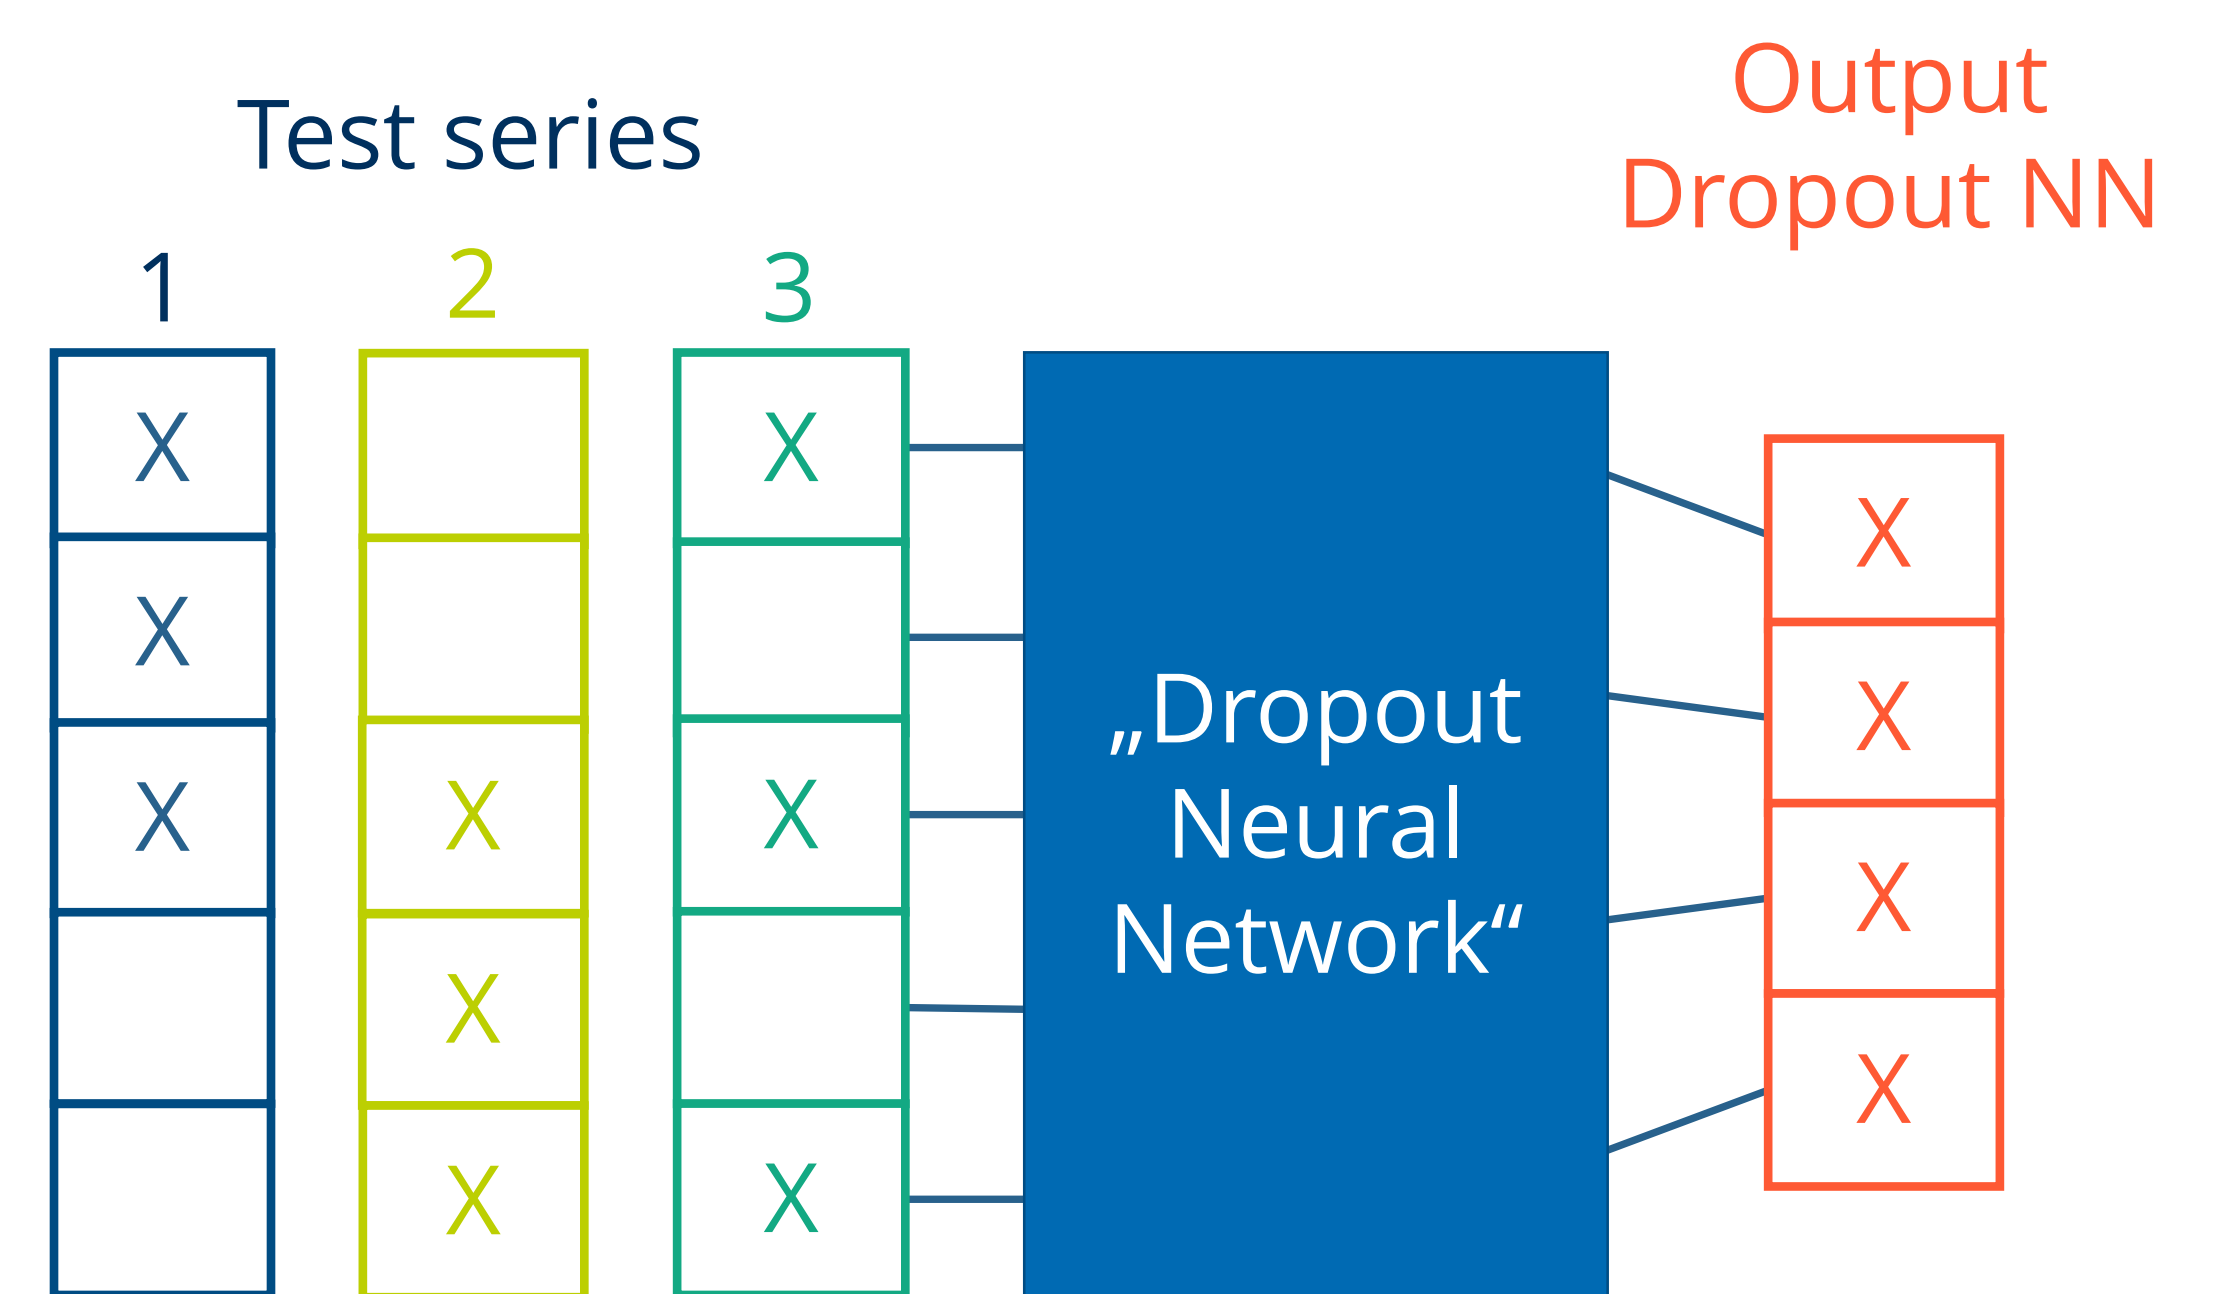 Test series
Output
Dropout NN
1 2 3
X X
X
X X X
X
X X
„Dropout
Neural
Network“
X
X
X
X